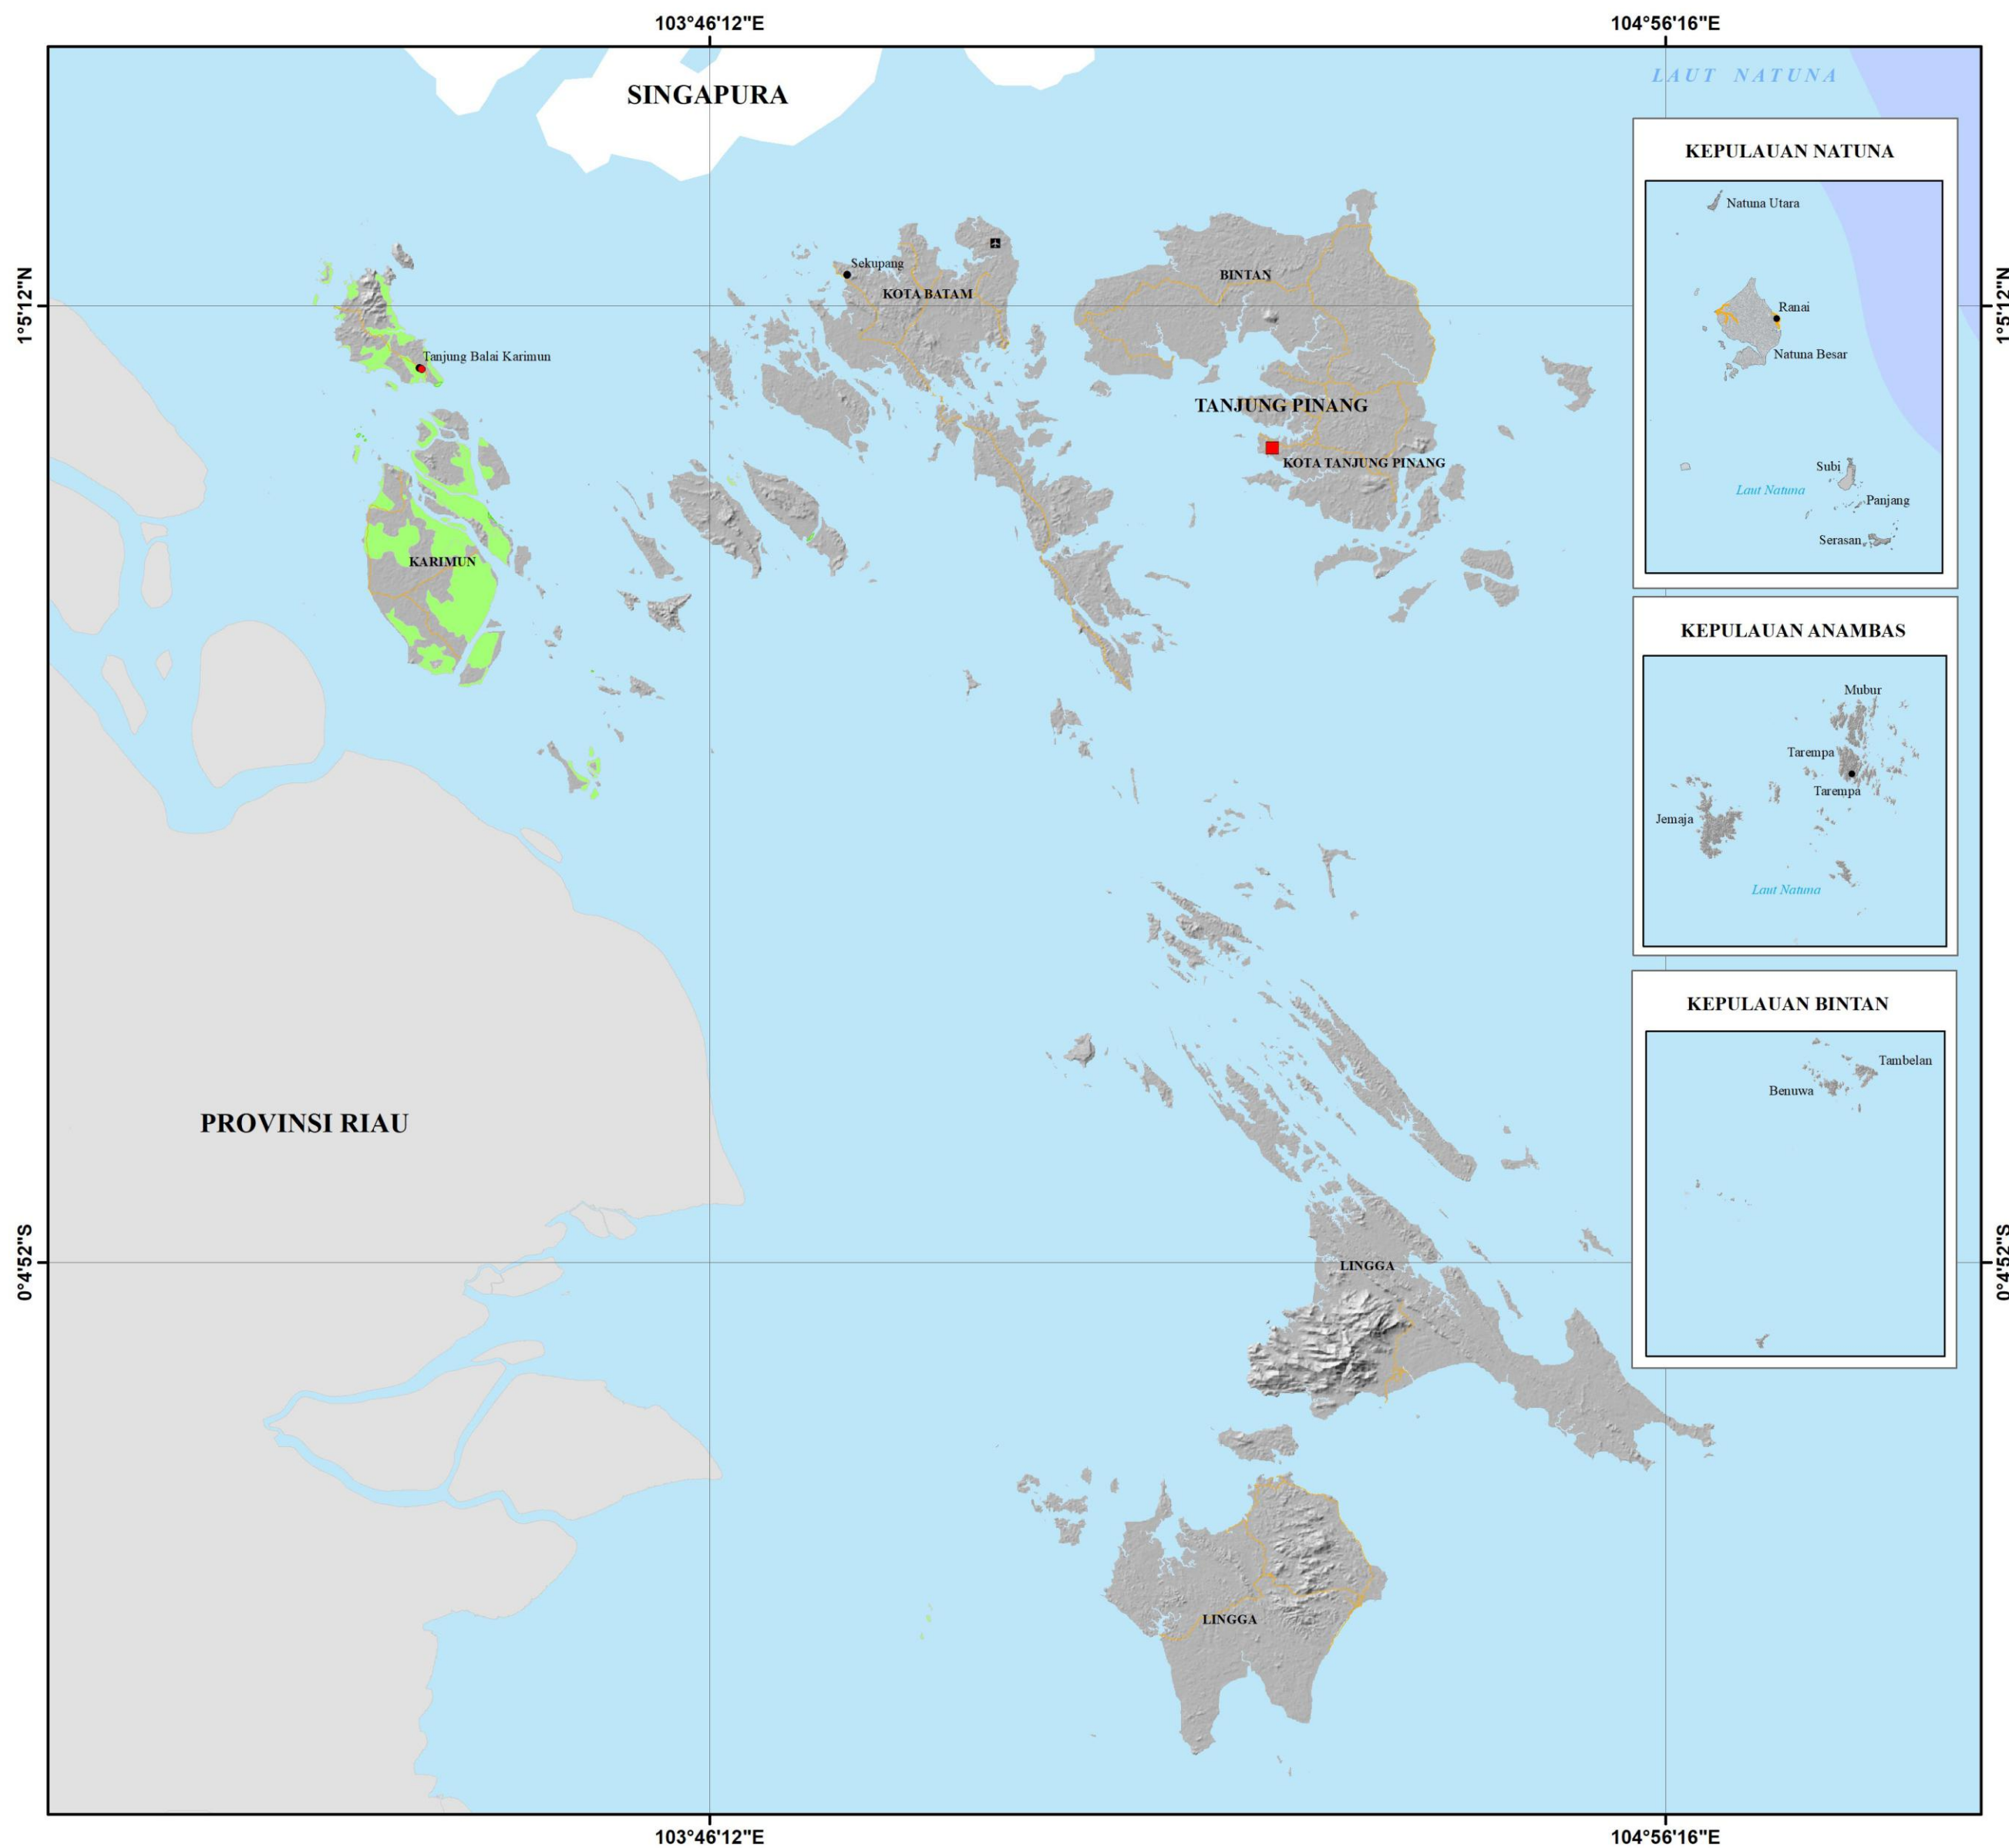 103°46'12"E
104°56'16"E
LAUT NATUNA
SINGAPURA
KEPULAUAN NATUNA
Natuna Utara
Ranai
Natuna Besar
Subi
Laut Natuna
Panjang
Serasan
1°5'12"N
1°5'12"N
Sekupang
KOTA BATAM
BINTAN
Tanjung Balai Karimun
TANJUNG PINANG
KOTA TANJUNG PINANG
KARIMUN
KEPULAUAN ANAMBAS
Mubur
Tarempa
Tarempa
Jemaja
Laut Natuna
KEPULAUAN BINTAN
Tambelan
Benuwa
PROVINSI RIAU
0°4'52"S
0°4'52"S
LINGGA
LINGGA
103°46'12"E
104°56'16"E